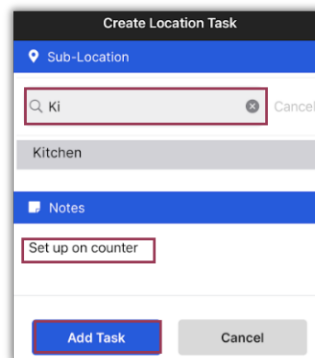 Create Location Task
Sub-Location
Ki Cancel
Kitchen
Notes
Set up on counter
Add Task Cancel